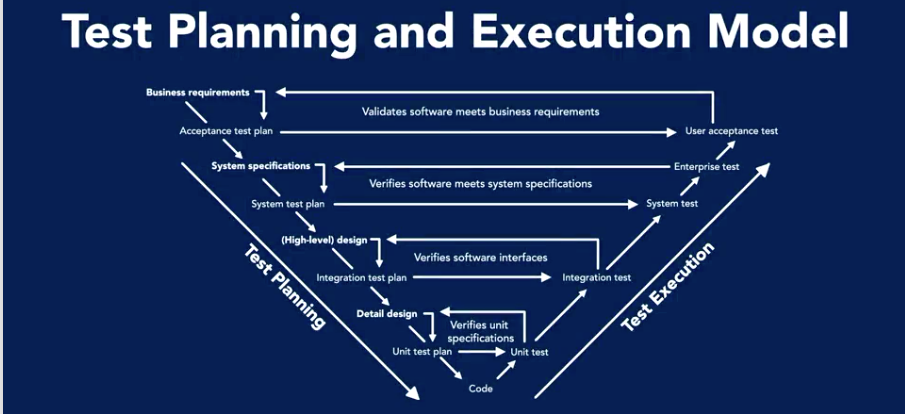 Test Planning and Execution Model
Business requirements
Validates software meets business requirements
Acceptance test plan
User acceptance test
System specifications
Enterprise test
Verifies software meets system specifications
System test plan
System test
(High-level) design
Verifies software interfaces
Integration test plan
Integration test
Detail design
Verifies unit
specifications
Unit test plan
Unit test
Code
Test Planning
Test Execution